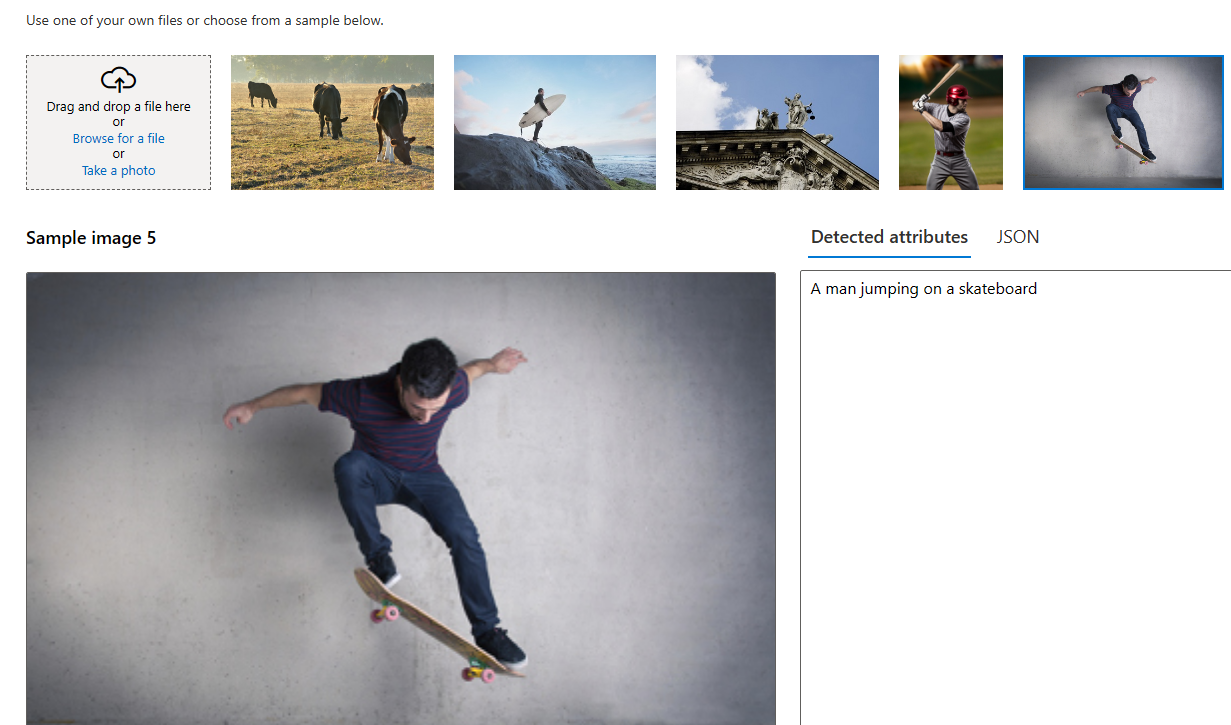 Use one of your own files or choose from a sample below.
Drag and drop a file here
or
Browse for a file
or
Take a photo
Sample image 5
Detected attributes
JSON
A man jumping on a skateboard